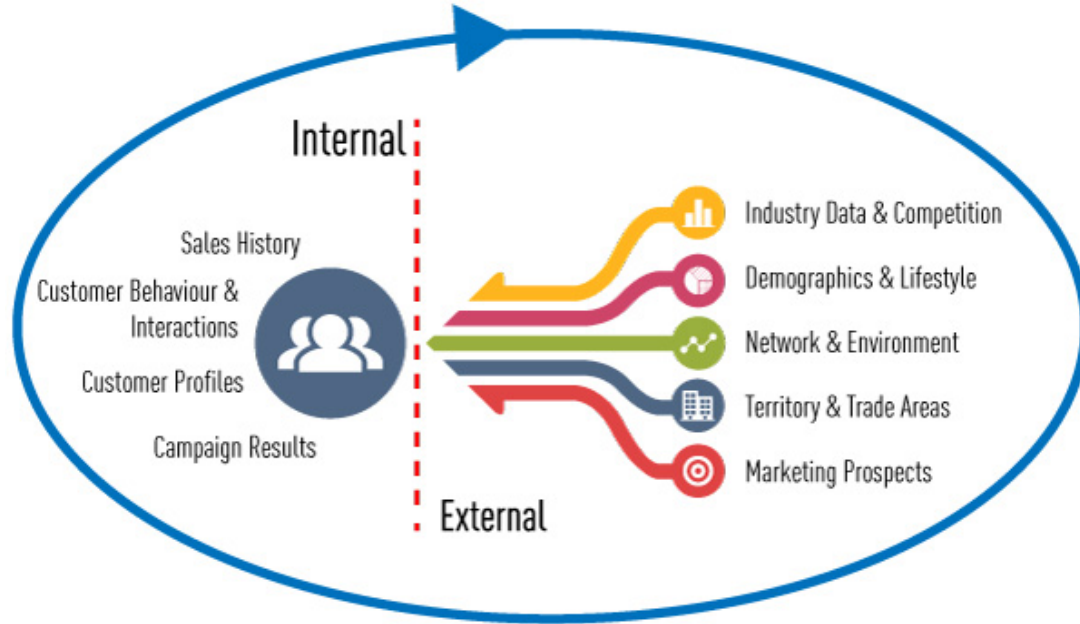 Internal
Sales History
Customer Behaviour &
Interactions
Customer Profiles
Campaign Results
Industry Data & Competition
Demographics & Lifestyle
Network & Environment
Territory & Trade Areas
Marketing Prospects
External